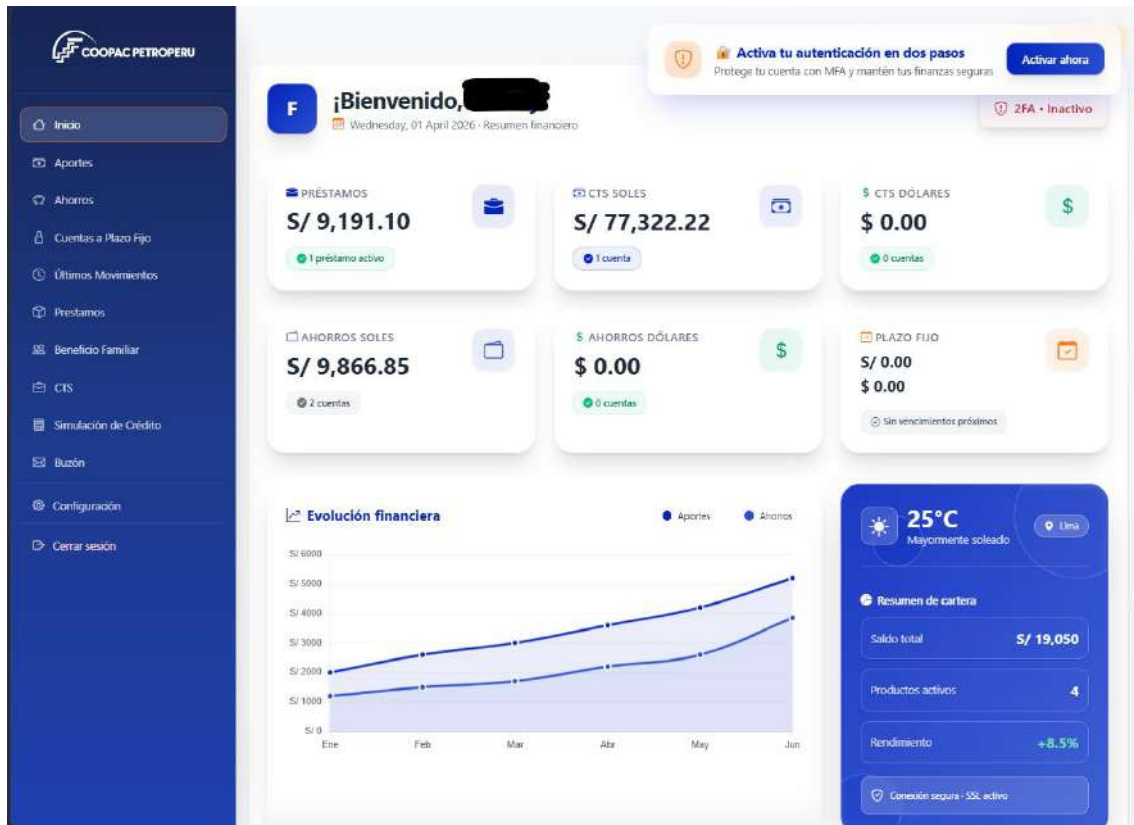 COOPAC PETROPERU
Inicio
Aportes
Ahorros
Cuentas a Plazo Fijo
Últimos Movimientos
Prestamos
Beneficio Familiar
CTS
Simulación de Crédito
Buzón
Configuración
Cerrar sesión
Activa tu autenticación en dos pasos
Protege tu cuenta con MFA y mantén tus finanzas seguras
Activar ahora
F
¡Bienvenido,
Wednesday, 01 April 2026 · Resumen financiero
2FA • Inactivo
PRÉSTAMOS
S/ 9,191.10
1 préstamo activo
CTS SOLES
S/ 77,322.22
1 cuenta
$ CTS DÓLARES
$ 0.00
0 cuentas
$
AHORROS SOLES
S/ 9,866.85
2 cuentas
$ AHORROS DÓLARES
$ 0.00
0 cuentas
$
PLAZO FIJO
S/ 0.00
$ 0.00
Sin vencimientos próximos
Evolución financiera
Aportes
Ahorros
S/ 6000
S/ 5000
S/ 4000
S/ 3000
S/ 2000
S/ 1000
S/ 0
Ene Feb Mar Abr May Jun
25°C
Mayormente soleado
Lima
Resumen de cartera
Saldo total S/ 19,050
Productos activos 4
Rendimiento +8.5%
Conexión segura · SSL activo